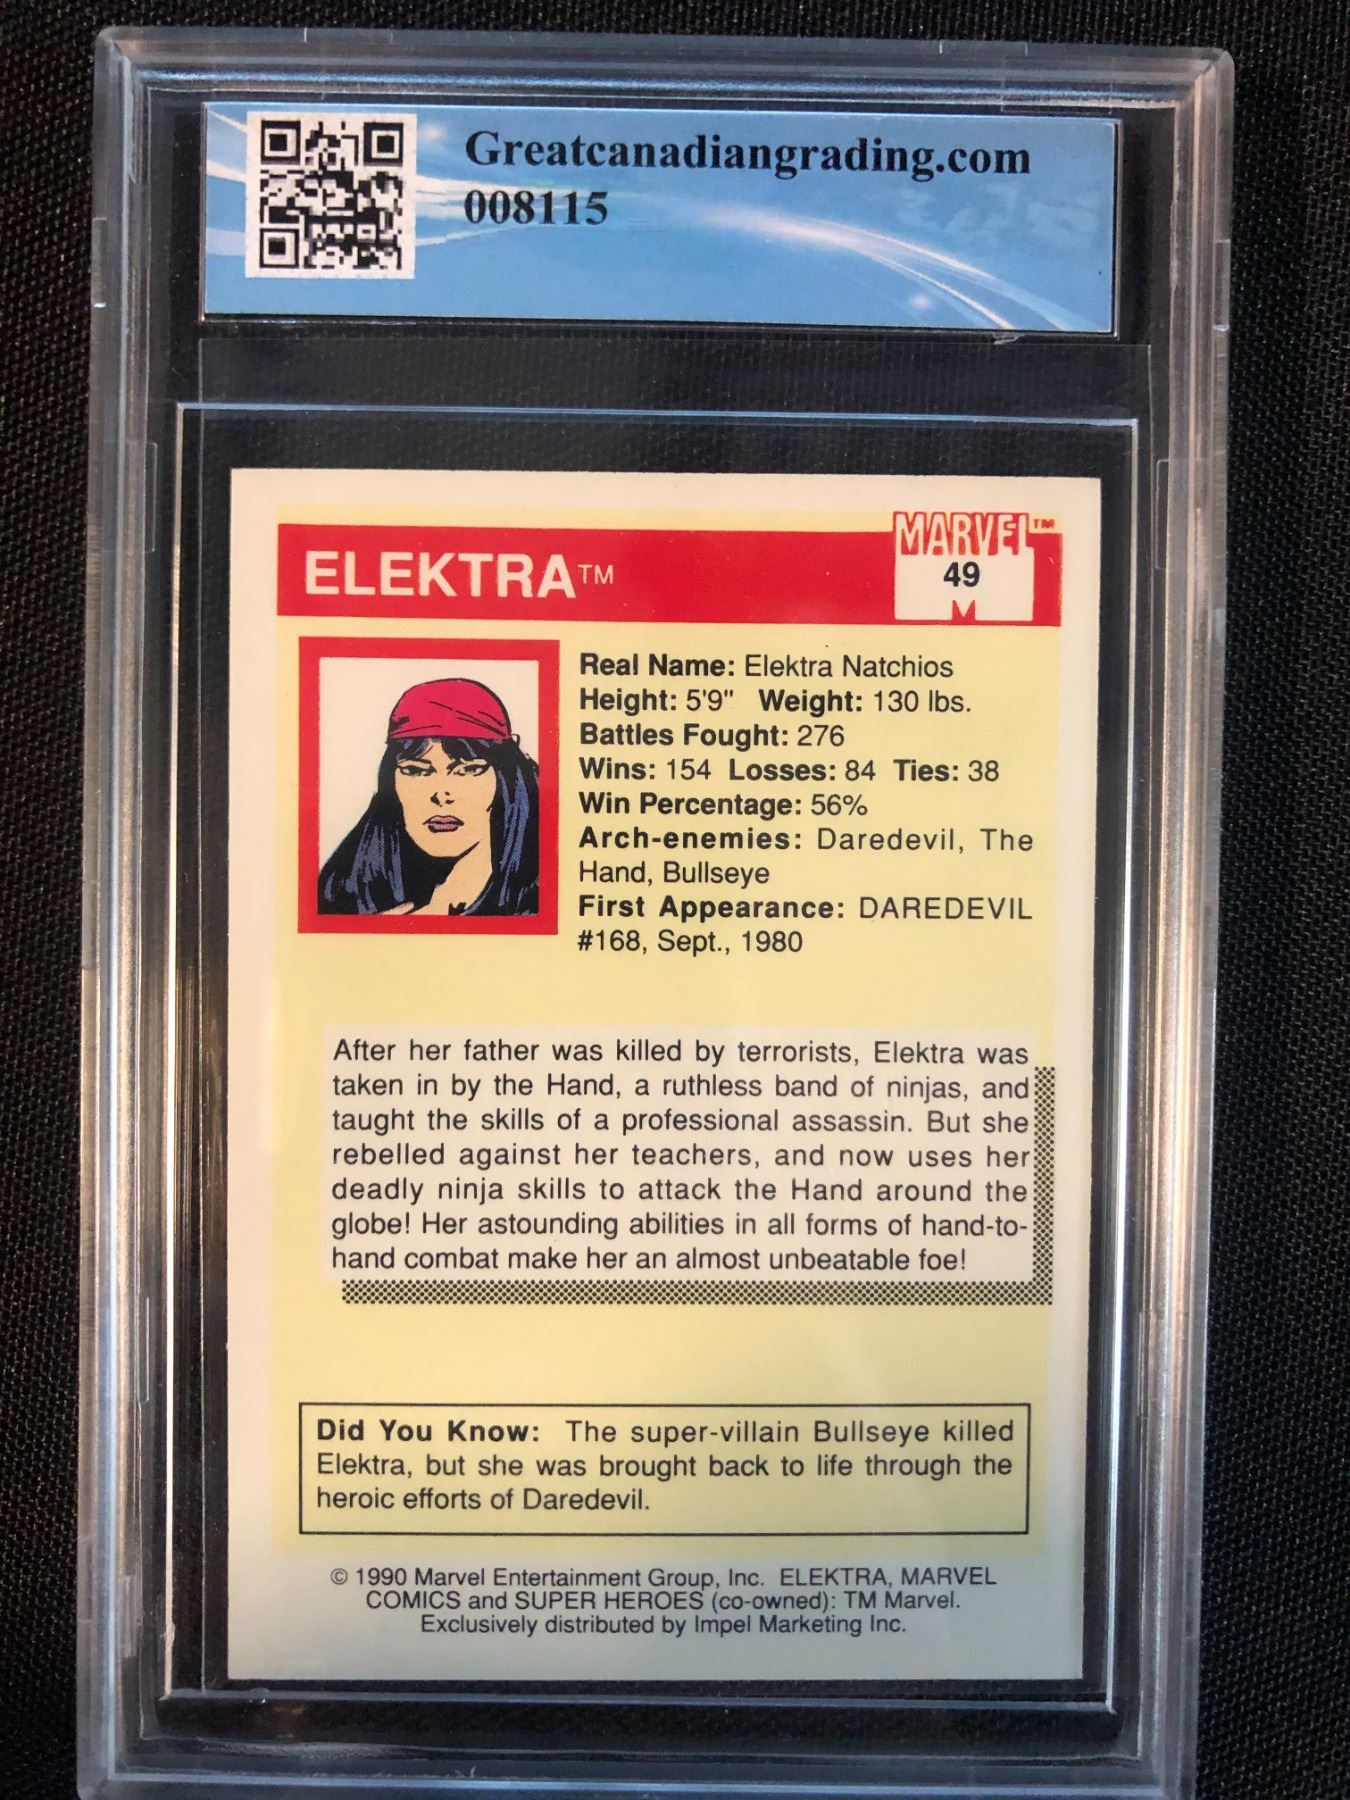 Greatcanadiangrading.com
008115
MARVEL™
ELEKTRA™
49
Real Name: Elektra Natchios
Height: 5'9" Weight: 130 lbs.
Battles Fought: 276
Wins: 154 Losses: 84 Ties: 38
Win Percentage: 56%
Arch-enemies: Daredevil, The
Hand, Bullseye
First Appearance: DAREDEVIL
#168, Sept., 1980
After her father was killed by terrorists, Elektra was
taken in by the Hand, a ruthless band of ninjas, and
taught the skills of a professional assassin. But she
rebelled against her teachers, and now uses her
deadly ninja skills to attack the Hand around the
globe! Her astounding abilities in all forms of hand-to-
hand combat make her an almost unbeatable foe!
Did You Know: The super-villain Bullseye killed
Elektra, but she was brought back to life through the
heroic efforts of Daredevil.
© 1990 Marvel Entertainment Group, Inc. ELEKTRA, MARVEL
COMICS and SUPER HEROES (co-owned): TM Marvel.
Exclusively distributed by Impel Marketing Inc.